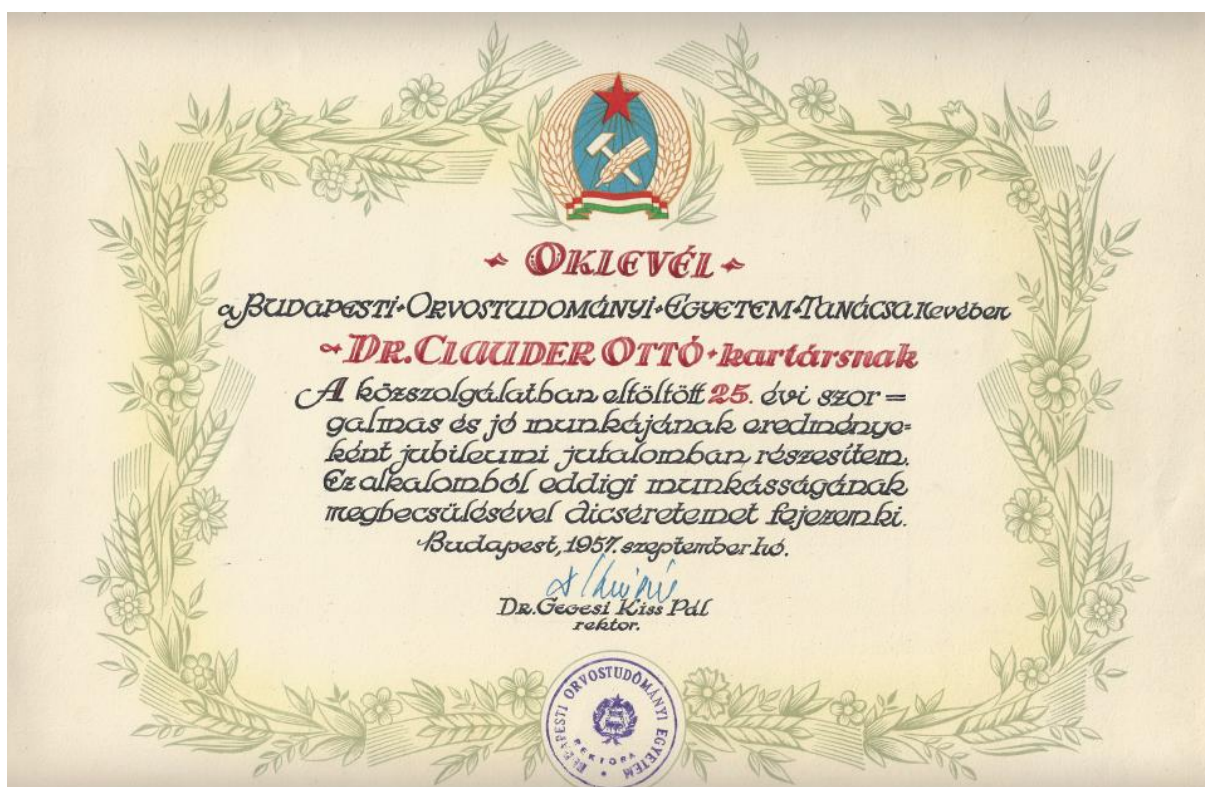 OKLEVÉL
a BUDAPESTI ORVOSTUDOMÁNYI EGYETEM TANÁCSA nevében
DR. CLAUDER OTTÓ kartársnak
A közszolgálatban eltöltött 25. évi szor=
galmas és jó munkájának eredménye=
ként jubileumi jutalomban részesítem.
Ez alkalomból eddigi munkásságának
megbecsülésével dicséretemet fejezem ki.
Budapest, 1957. szeptember hó.
DR. Gegesi Kiss Pál
rektor.
BUDAPESTI ORVOSTUDOMÁNYI EGYETEM
REKTORA